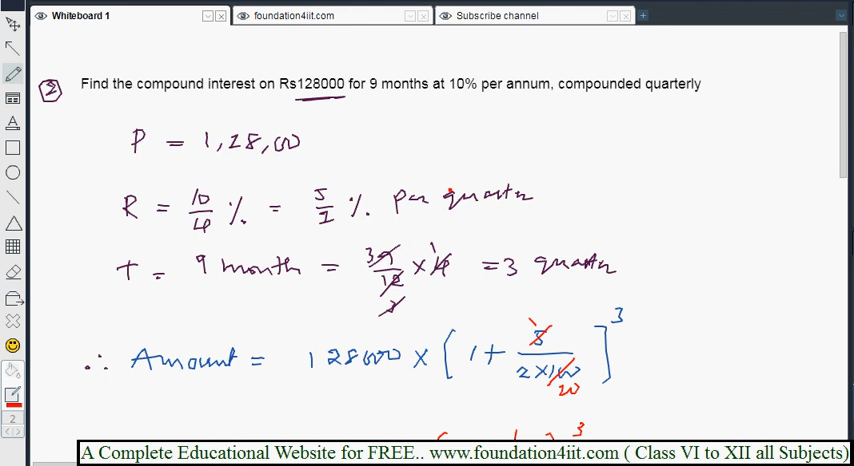 Whiteboard 1
foundation4iit.com
Subscribe channel
2 Find the compound interest on Rs128000 for 9 months at 10% per annum, compounded quarterly
P = 1,28,000
R = 10/4 % = 5/2 % per quarter
T = 9 month = 9/12 × 4 = 3 quarter
∴ Amount = 128000 × [1 + 5/(2×100)]^3
3
2
A Complete Educational Website for FREE.. www.foundation4iit.com ( Class VI to XII all Subjects)